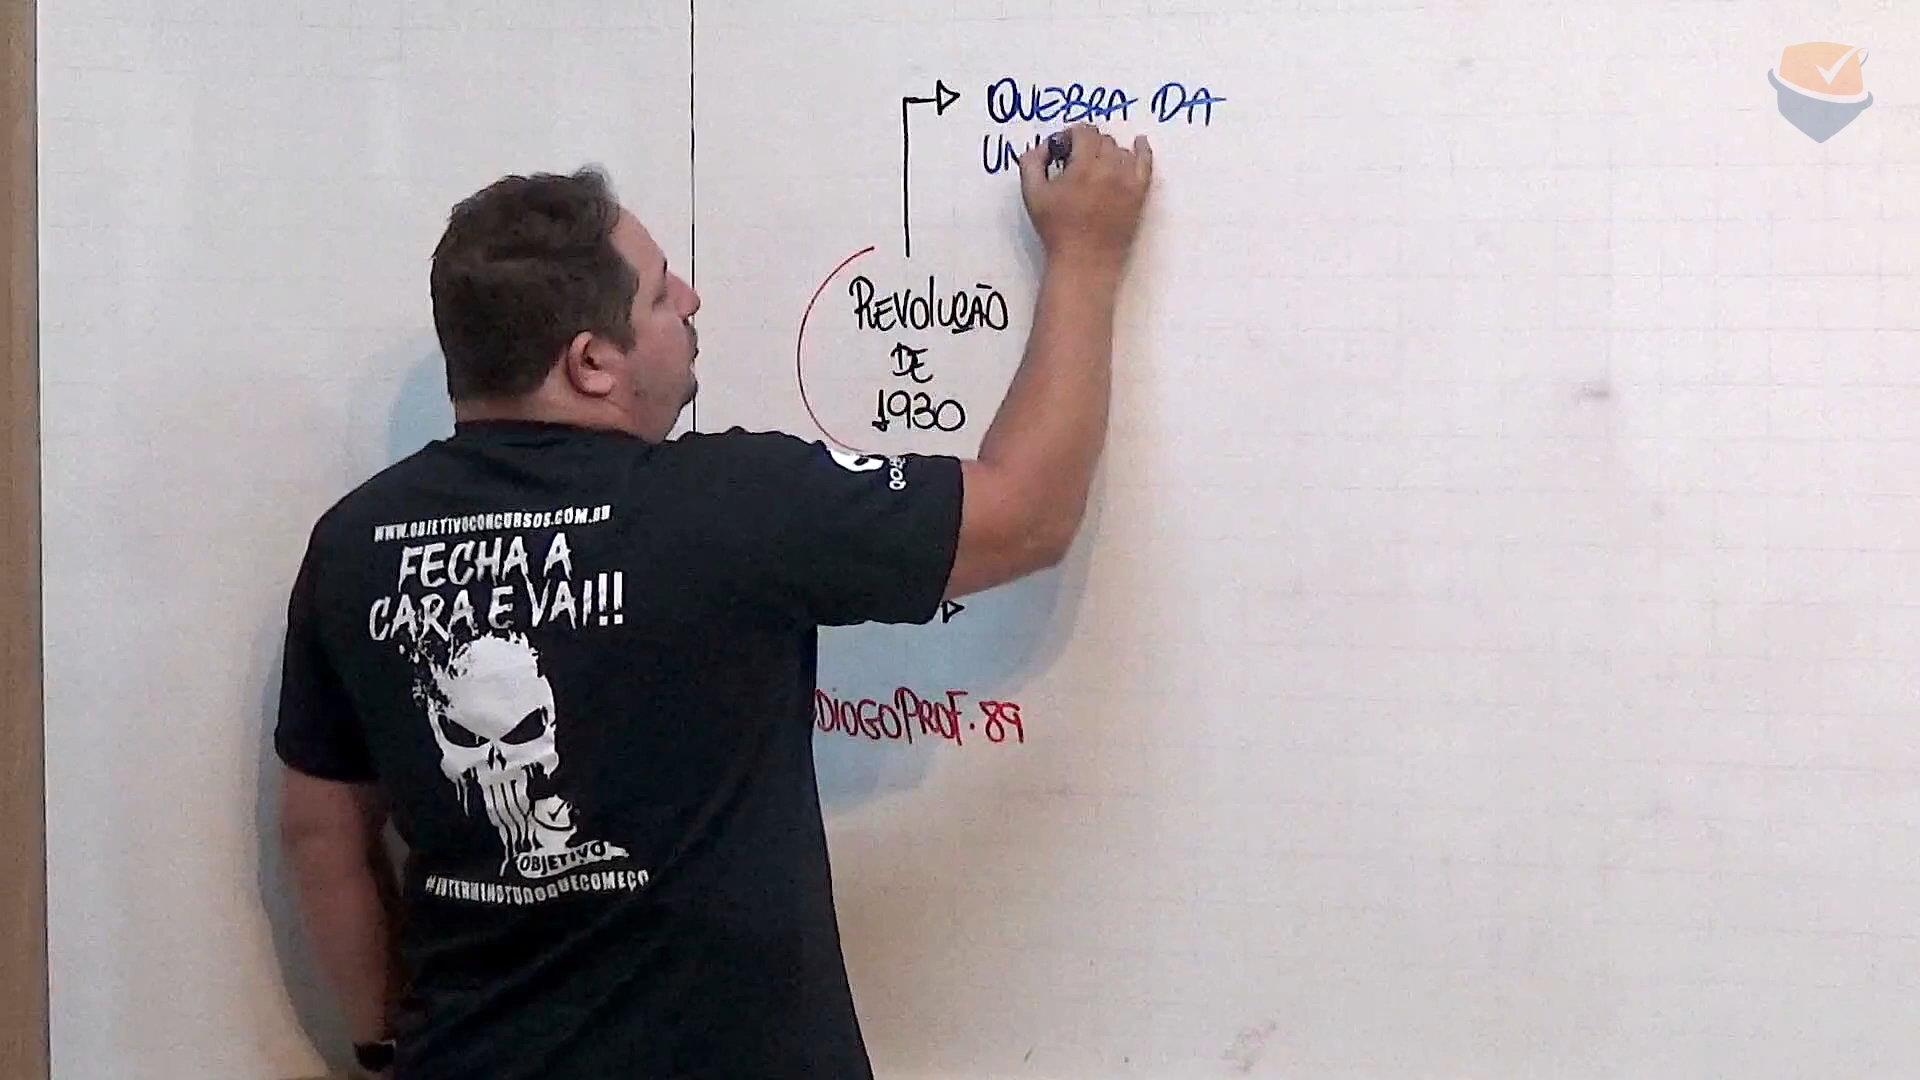 QUEBRA DA
REVOLUÇÃO
DE
1930
WWW.OBJETIVOCONCURSOS.COM.BR
FECHA A
CARA E VAI!!
DIOGOPROF.89
OBJETIVO